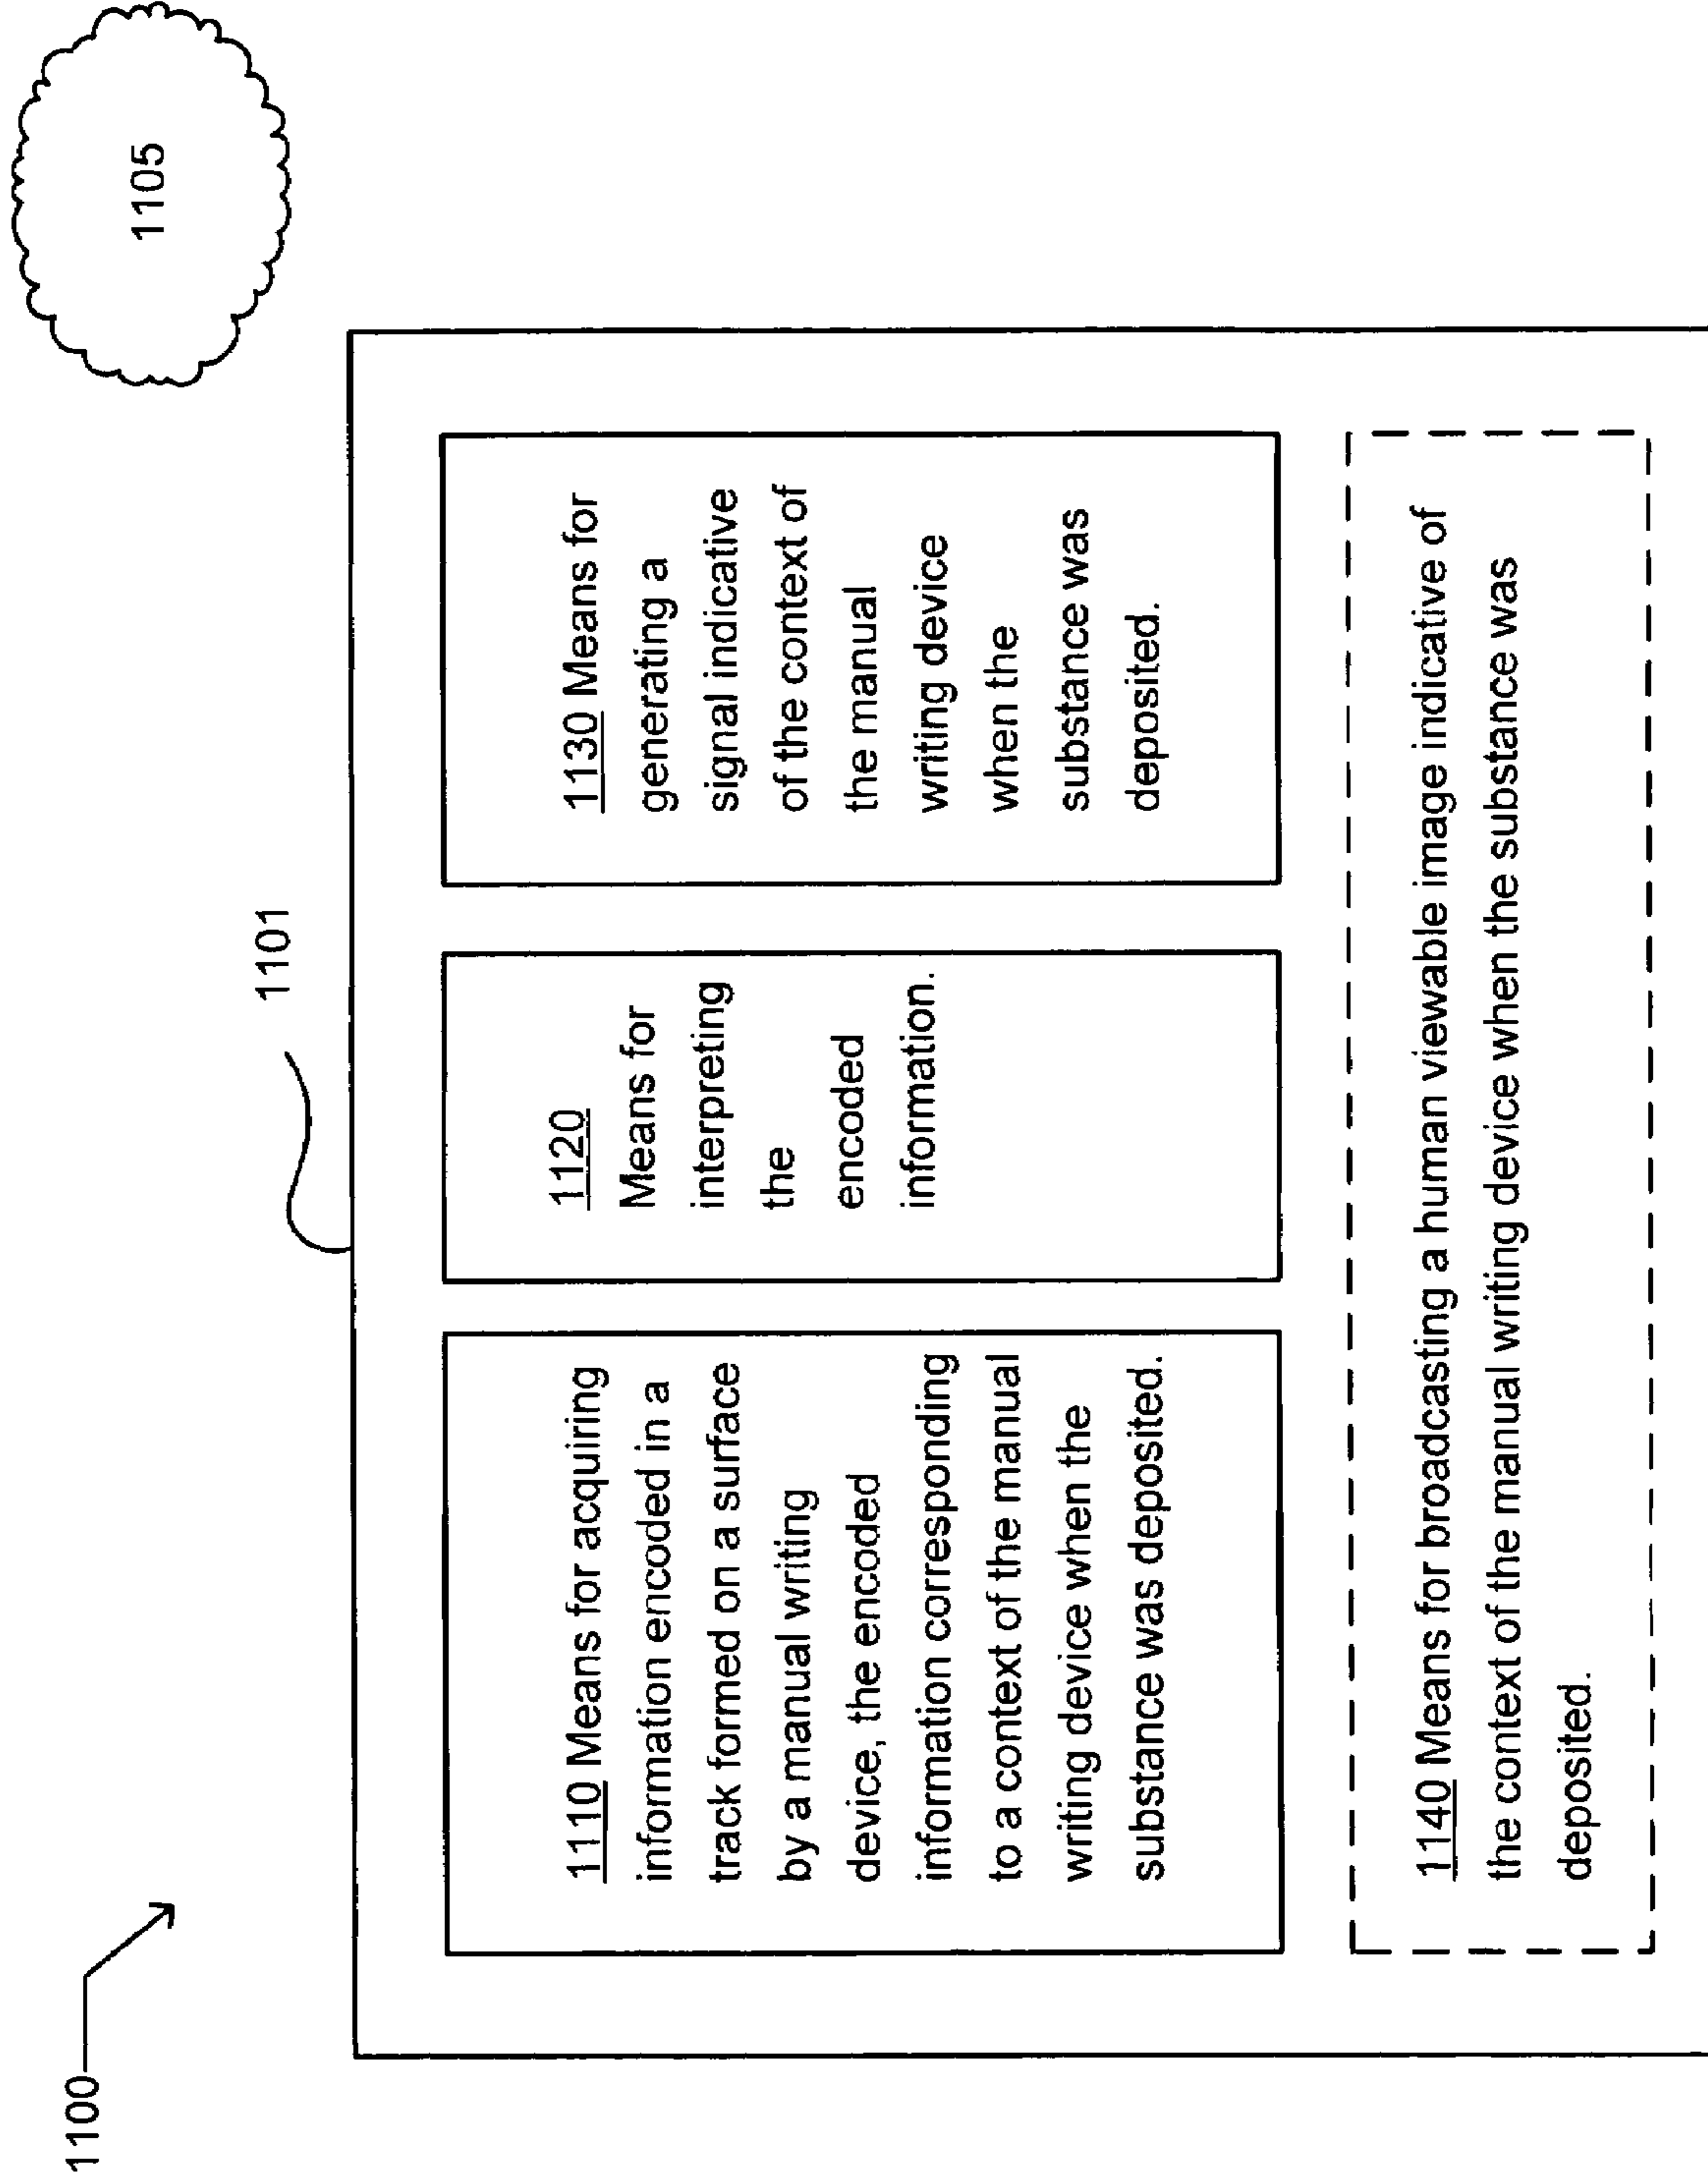 1100
1105
1101
1110 Means for acquiring
information encoded in a
track formed on a surface
by a manual writing
device, the encoded
information corresponding
to a context of the manual
writing device when the
substance was deposited.
1120
Means for
interpreting
the
encoded
information.
1130 Means for
generating a
signal indicative
of the context of
the manual
writing device
when the
substance was
deposited.
1140 Means for broadcasting a human viewable image indicative of
the context of the manual writing device when the substance was
deposited.